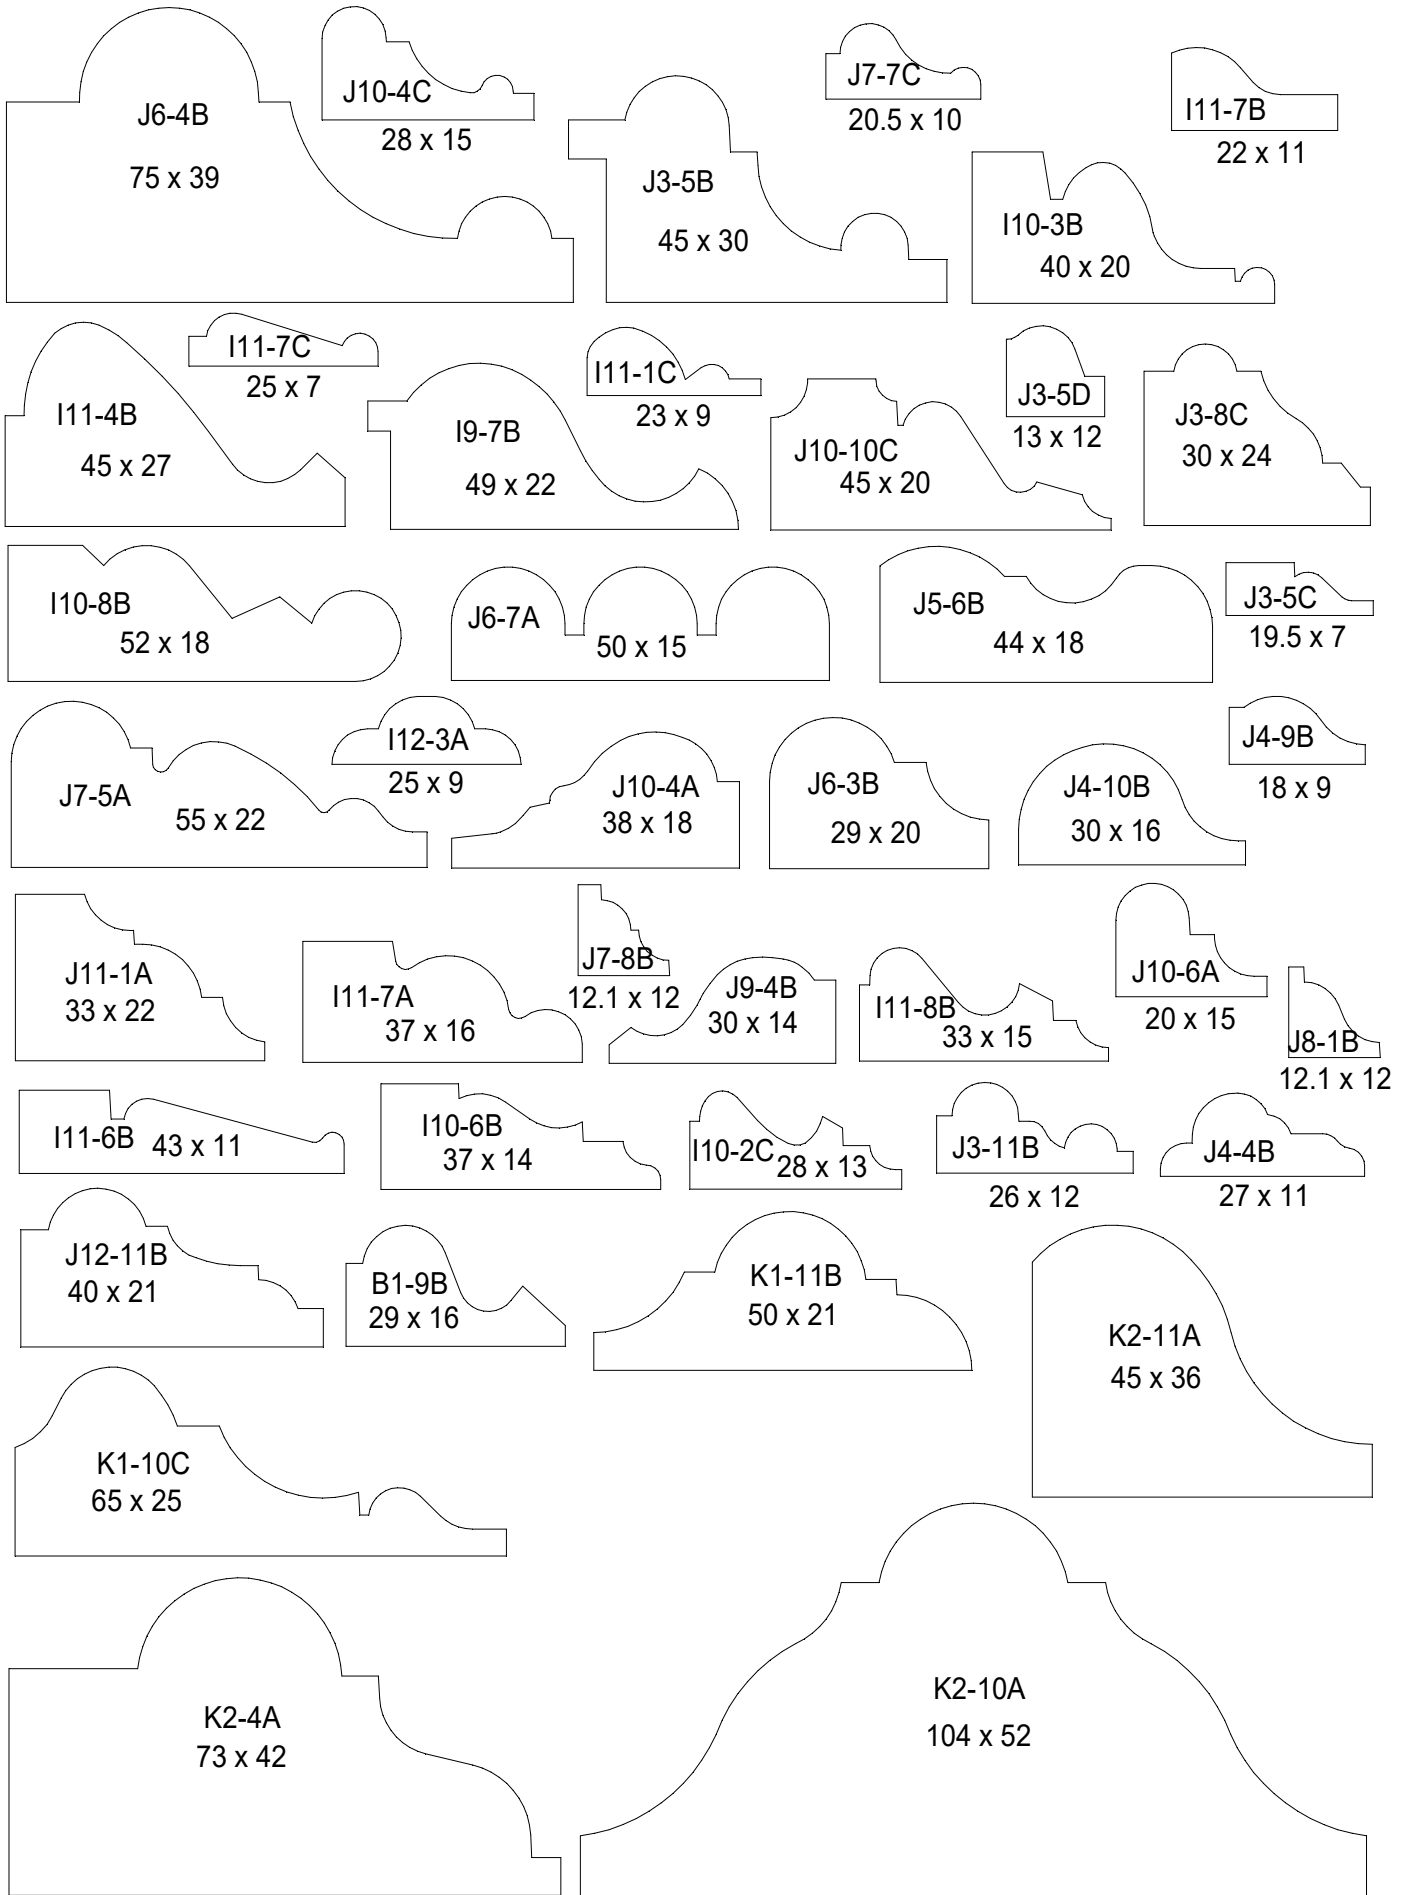 J6-4B
75 x 39
J10-4C
28 x 15
J3-5B
45 x 30
J7-7C
20.5 x 10
I11-7B
22 x 11
I10-3B
40 x 20
I11-4B
45 x 27
I11-7C
25 x 7
I9-7B
49 x 22
I11-1C
23 x 9
J10-10C
45 x 20
J3-5D
13 x 12
J3-8C
30 x 24
I10-8B
52 x 18
J6-7A
50 x 15
J5-6B
44 x 18
J3-5C
19.5 x 7
J7-5A
55 x 22
I12-3A
25 x 9
J10-4A
38 x 18
J6-3B
29 x 20
J4-10B
30 x 16
J4-9B
18 x 9
J11-1A
33 x 22
I11-7A
37 x 16
J7-8B
12.1 x 12
J9-4B
30 x 14
I11-8B
33 x 15
J10-6A
20 x 15
J8-1B
12.1 x 12
I11-6B 43 x 11
I10-6B
37 x 14
I10-2C 28 x 13
J3-11B
26 x 12
J4-4B
27 x 11
J12-11B
40 x 21
B1-9B
29 x 16
K1-11B
50 x 21
K2-11A
45 x 36
K1-10C
65 x 25
K2-4A
73 x 42
K2-10A
104 x 52